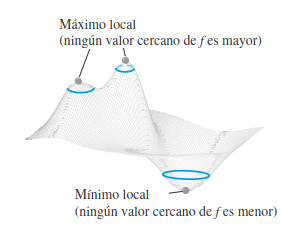 Máximo local
(ningún valor cercano de f es mayor)
Mínimo local
(ningún valor cercano de f es menor)